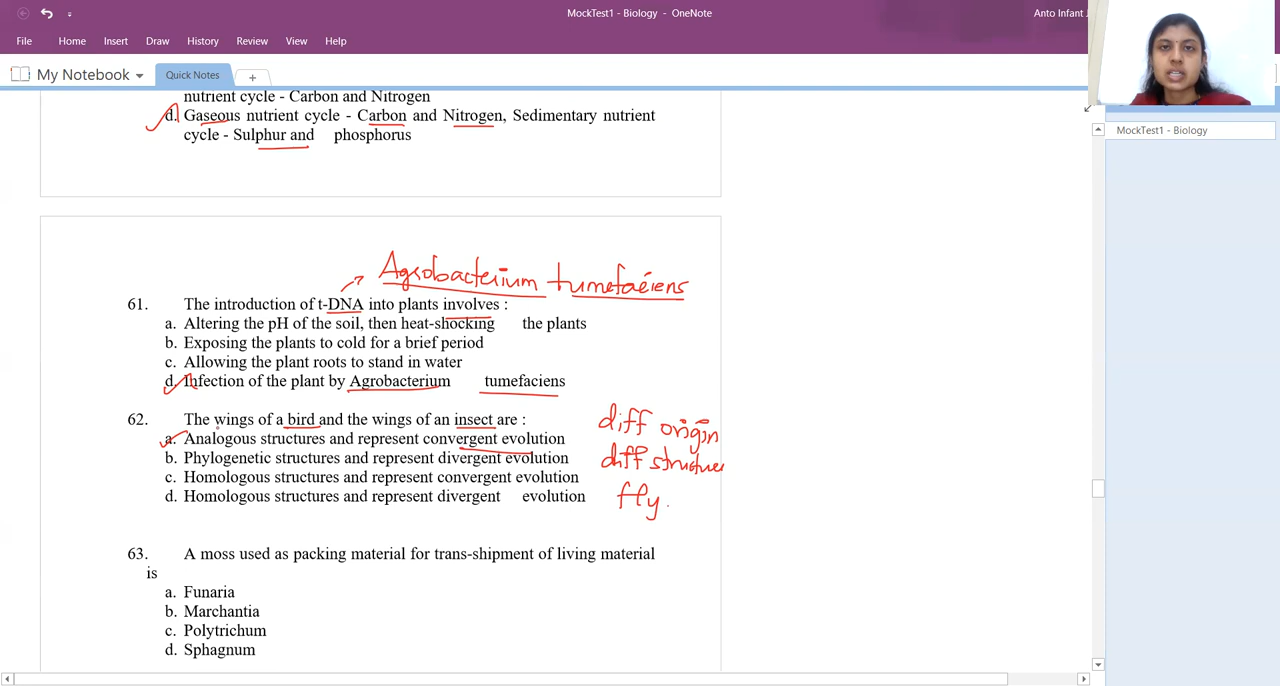 MockTest1 - Biology - OneNote
Anto Infant J
File Home Insert Draw History Review View Help
My Notebook
Quick Notes
+
MockTest1 - Biology
nutrient cycle - Carbon and Nitrogen
d. Gaseous nutrient cycle - Carbon and Nitrogen, Sedimentary nutrient
cycle - Sulphur and phosphorus
Agrobacterium tumefaciens
61. The introduction of t-DNA into plants involves :
a. Altering the pH of the soil, then heat-shocking the plants
b. Exposing the plants to cold for a brief period
c. Allowing the plant roots to stand in water
d. Infection of the plant by Agrobacterium tumefaciens
62. The wings of a bird and the wings of an insect are :
a. Analogous structures and represent convergent evolution
b. Phylogenetic structures and represent divergent evolution
c. Homologous structures and represent convergent evolution
d. Homologous structures and represent divergent evolution
diff origin
diff structures
fly.
63. A moss used as packing material for trans-shipment of living material
is
a. Funaria
b. Marchantia
c. Polytrichum
d. Sphagnum